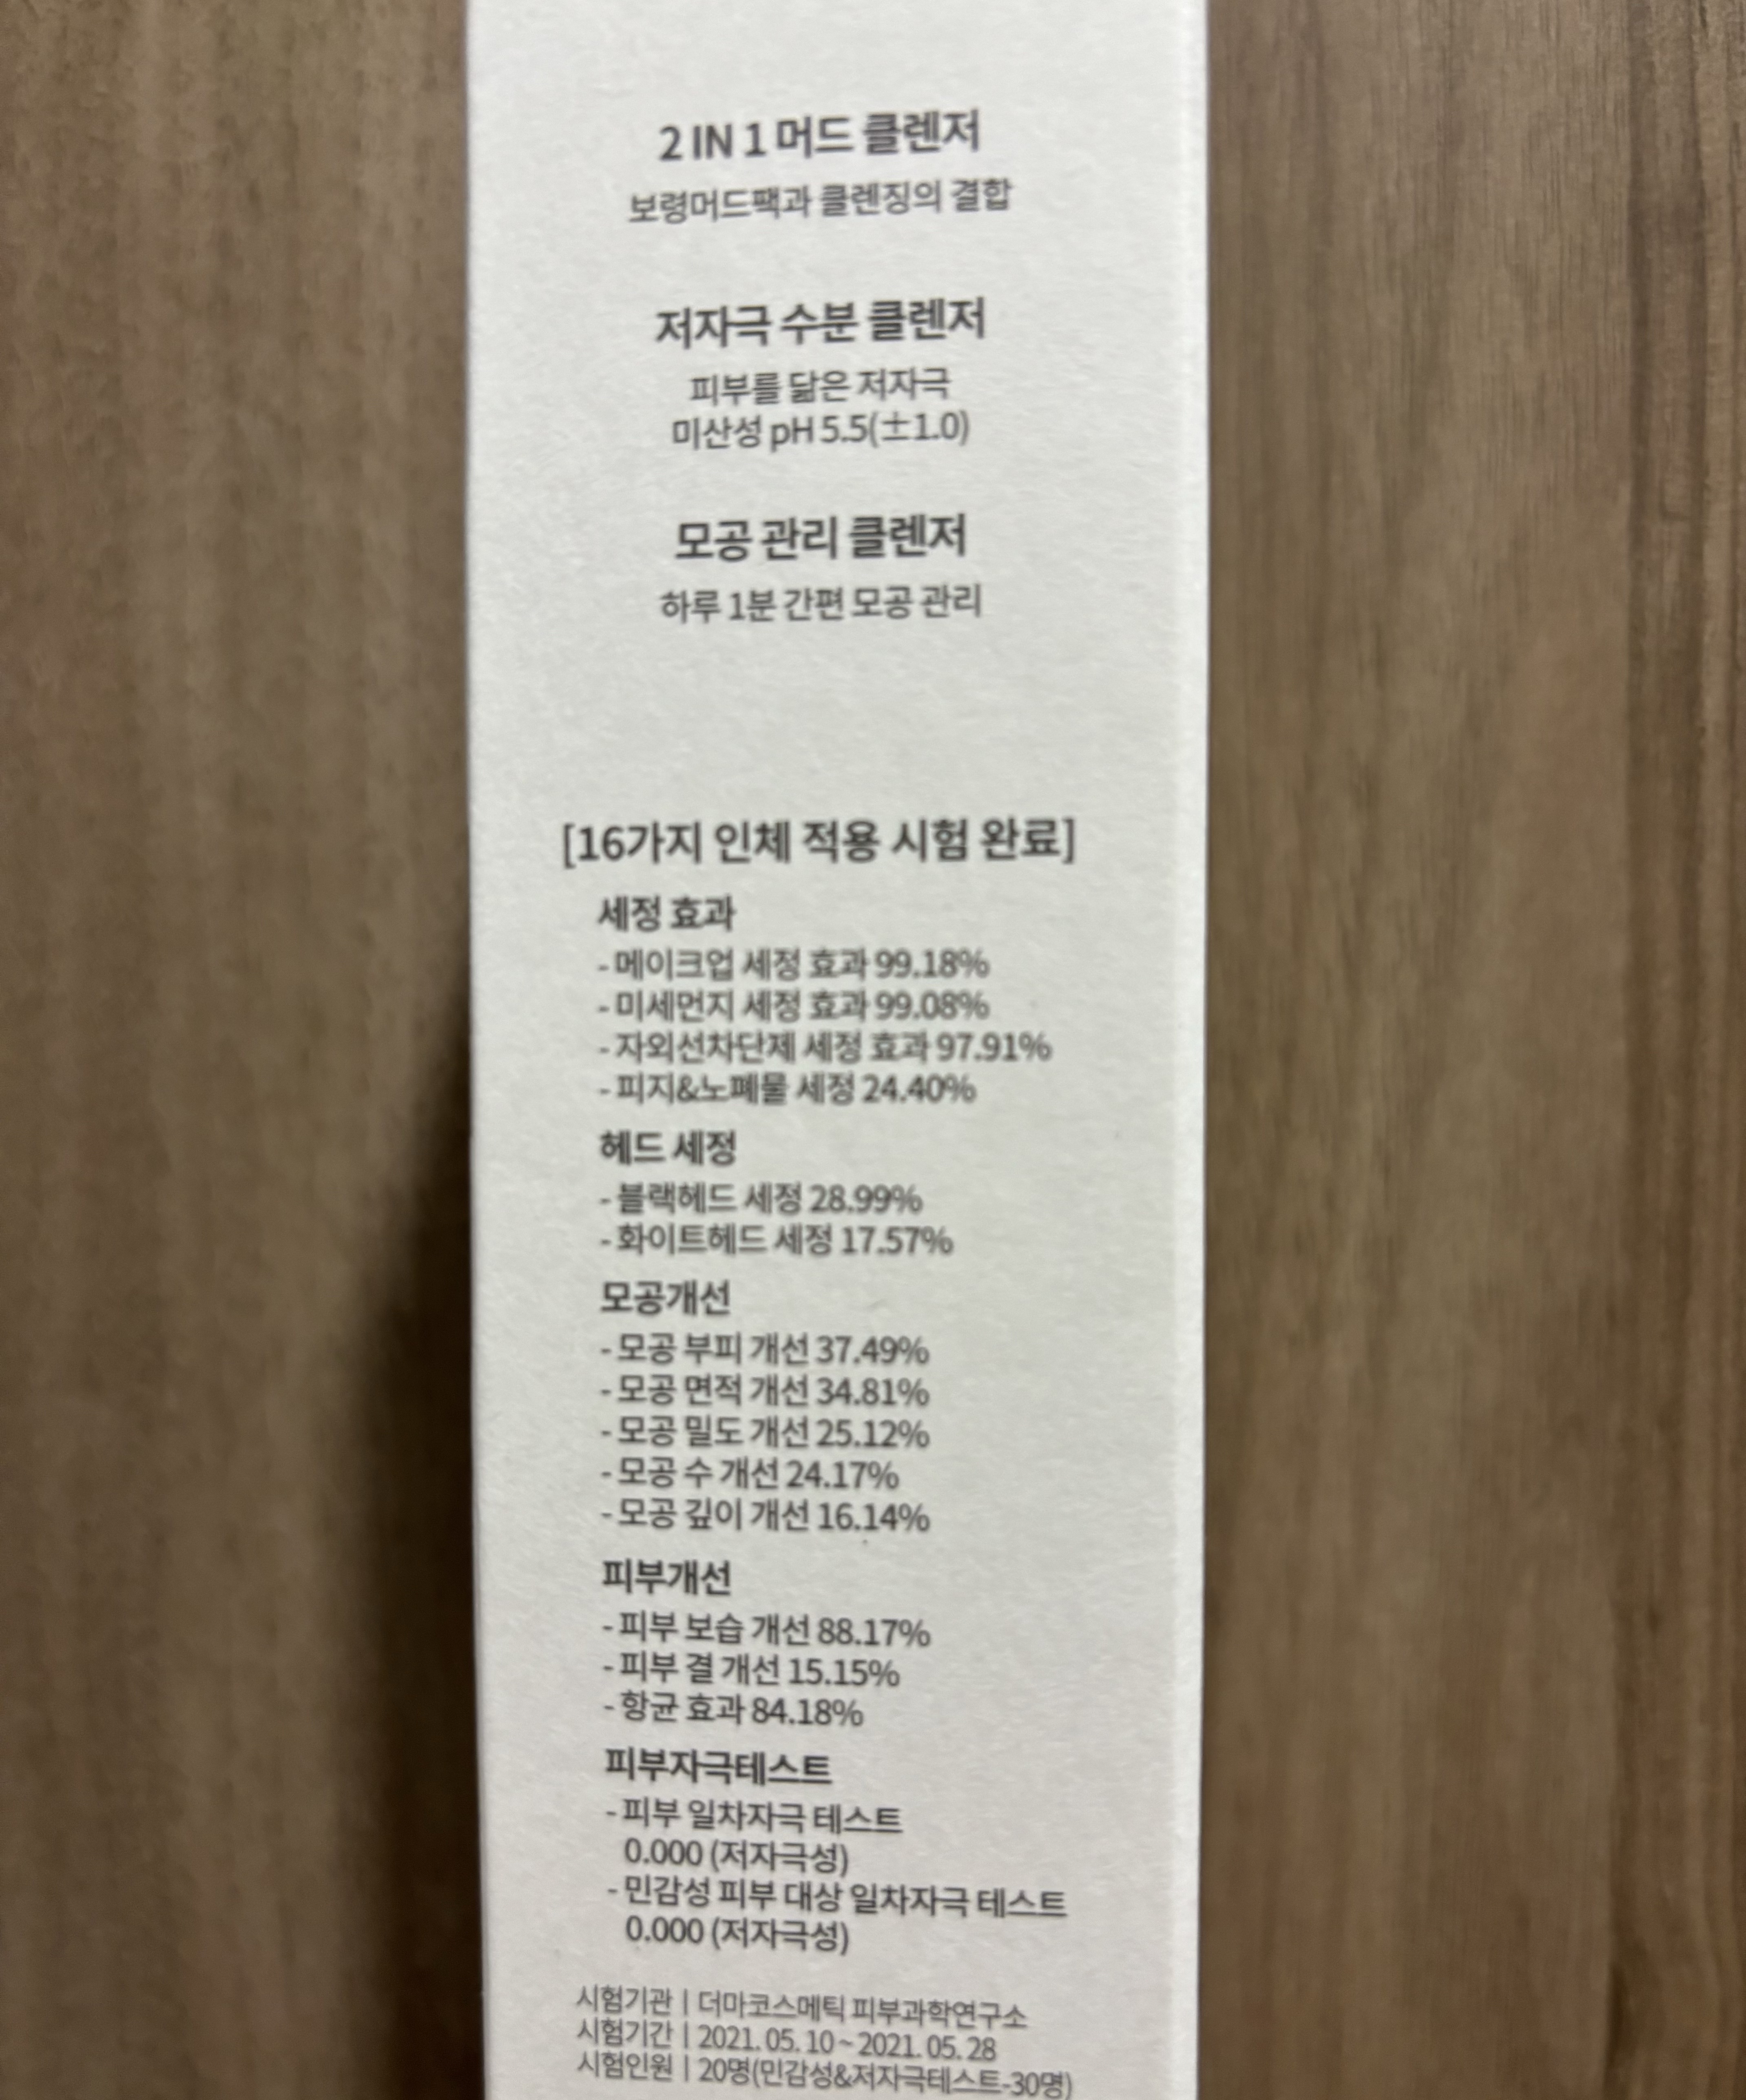 2 IN 1 머드 클렌저
보령머드팩과 클렌징의 결합
저자극 수분 클렌저
피부를 닮은 저자극
미산성 pH 5.5(±1.0)
모공 관리 클렌저
하루 1분 간편 모공 관리
[16가지 인체 적용 시험 완료]
세정 효과
- 메이크업 세정 효과 99.18%
- 미세먼지 세정 효과 99.08%
- 자외선차단제 세정 효과 97.91%
- 피지&노폐물 세정 24.40%
헤드 세정
- 블랙헤드 세정 28.99%
- 화이트헤드 세정 17.57%
모공개선
- 모공 부피 개선 37.49%
- 모공 면적 개선 34.81%
- 모공 밀도 개선 25.12%
- 모공 수 개선 24.17%
- 모공 깊이 개선 16.14%
피부개선
- 피부 보습 개선 88.17%
- 피부 결 개선 15.15%
- 항균 효과 84.18%
피부자극테스트
- 피부 일차자극 테스트
0.000 (저자극성)
- 민감성 피부 대상 일차자극 테스트
0.000 (저자극성)
시험기관 | 더마코스메틱 피부과학연구소
시험기간 | 2021. 05. 10 ~ 2021. 05. 28
시험인원 | 20명(민감성&저자극테스트-30명)